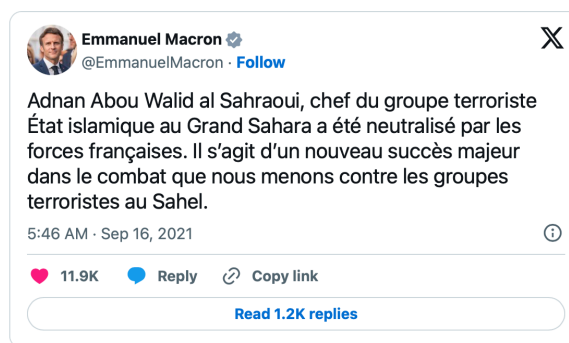 Emmanuel Macron
@EmmanuelMacron · Follow
Adnan Abou Walid al Sahraoui, chef du groupe terroriste
État islamique au Grand Sahara a été neutralisé par les
forces françaises. Il s’agit d’un nouveau succès majeur
dans le combat que nous menons contre les groupes
terroristes au Sahel.
5:46 AM · Sep 16, 2021
11.9K Reply Copy link
Read 1.2K replies